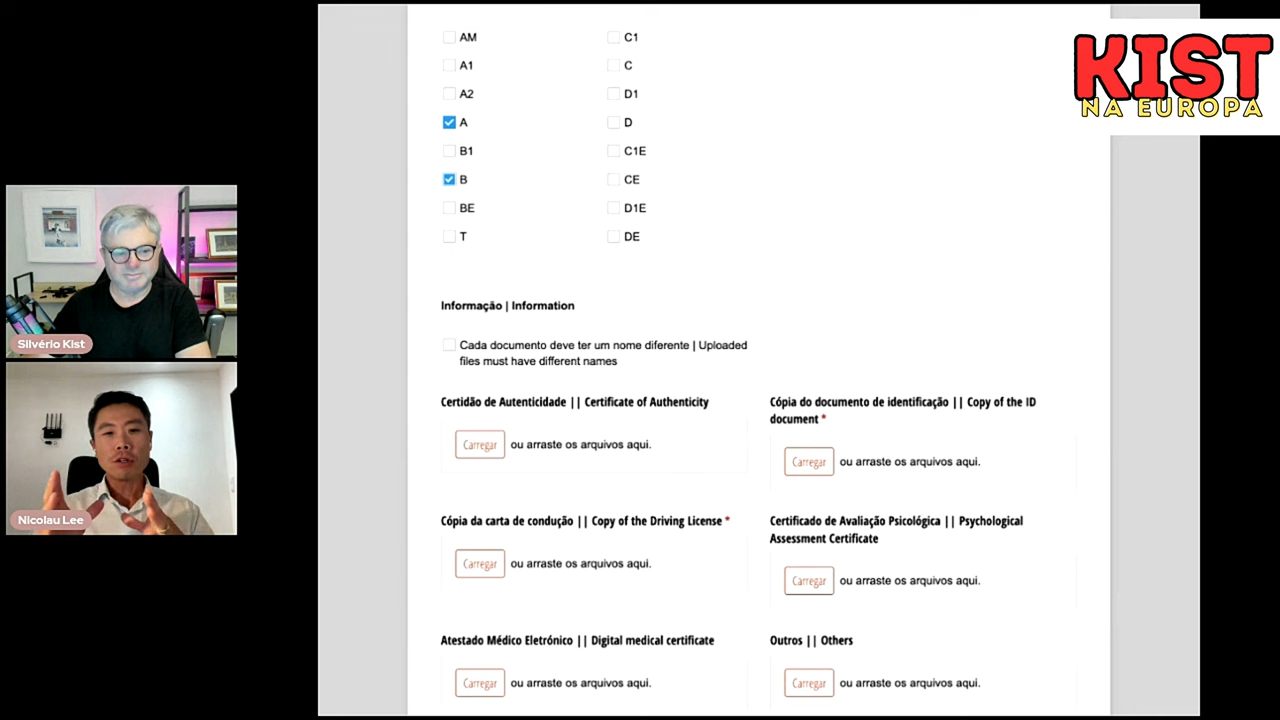 KIST
NA EUROPA
AM
C1
A1
C
A2
D1
A
D
B1
C1E
B
CE
BE
D1E
T
DE
Informação | Information
Cada documento deve ter um nome diferente | Uploaded
files must have different names
Certidão de Autenticidade || Certificate of Authenticity
Carregar ou arraste os arquivos aqui.
Cópia do documento de identificação || Copy of the ID
document *
Carregar ou arraste os arquivos aqui.
Cópia da carta de condução || Copy of the Driving License *
Carregar ou arraste os arquivos aqui.
Certificado de Avaliação Psicológica || Psychological
Assessment Certificate
Carregar ou arraste os arquivos aqui.
Atestado Médico Eletrónico || Digital medical certificate
Carregar ou arraste os arquivos aqui.
Outros || Others
Carregar ou arraste os arquivos aqui.
Silvério Kist
Nicolau Lee